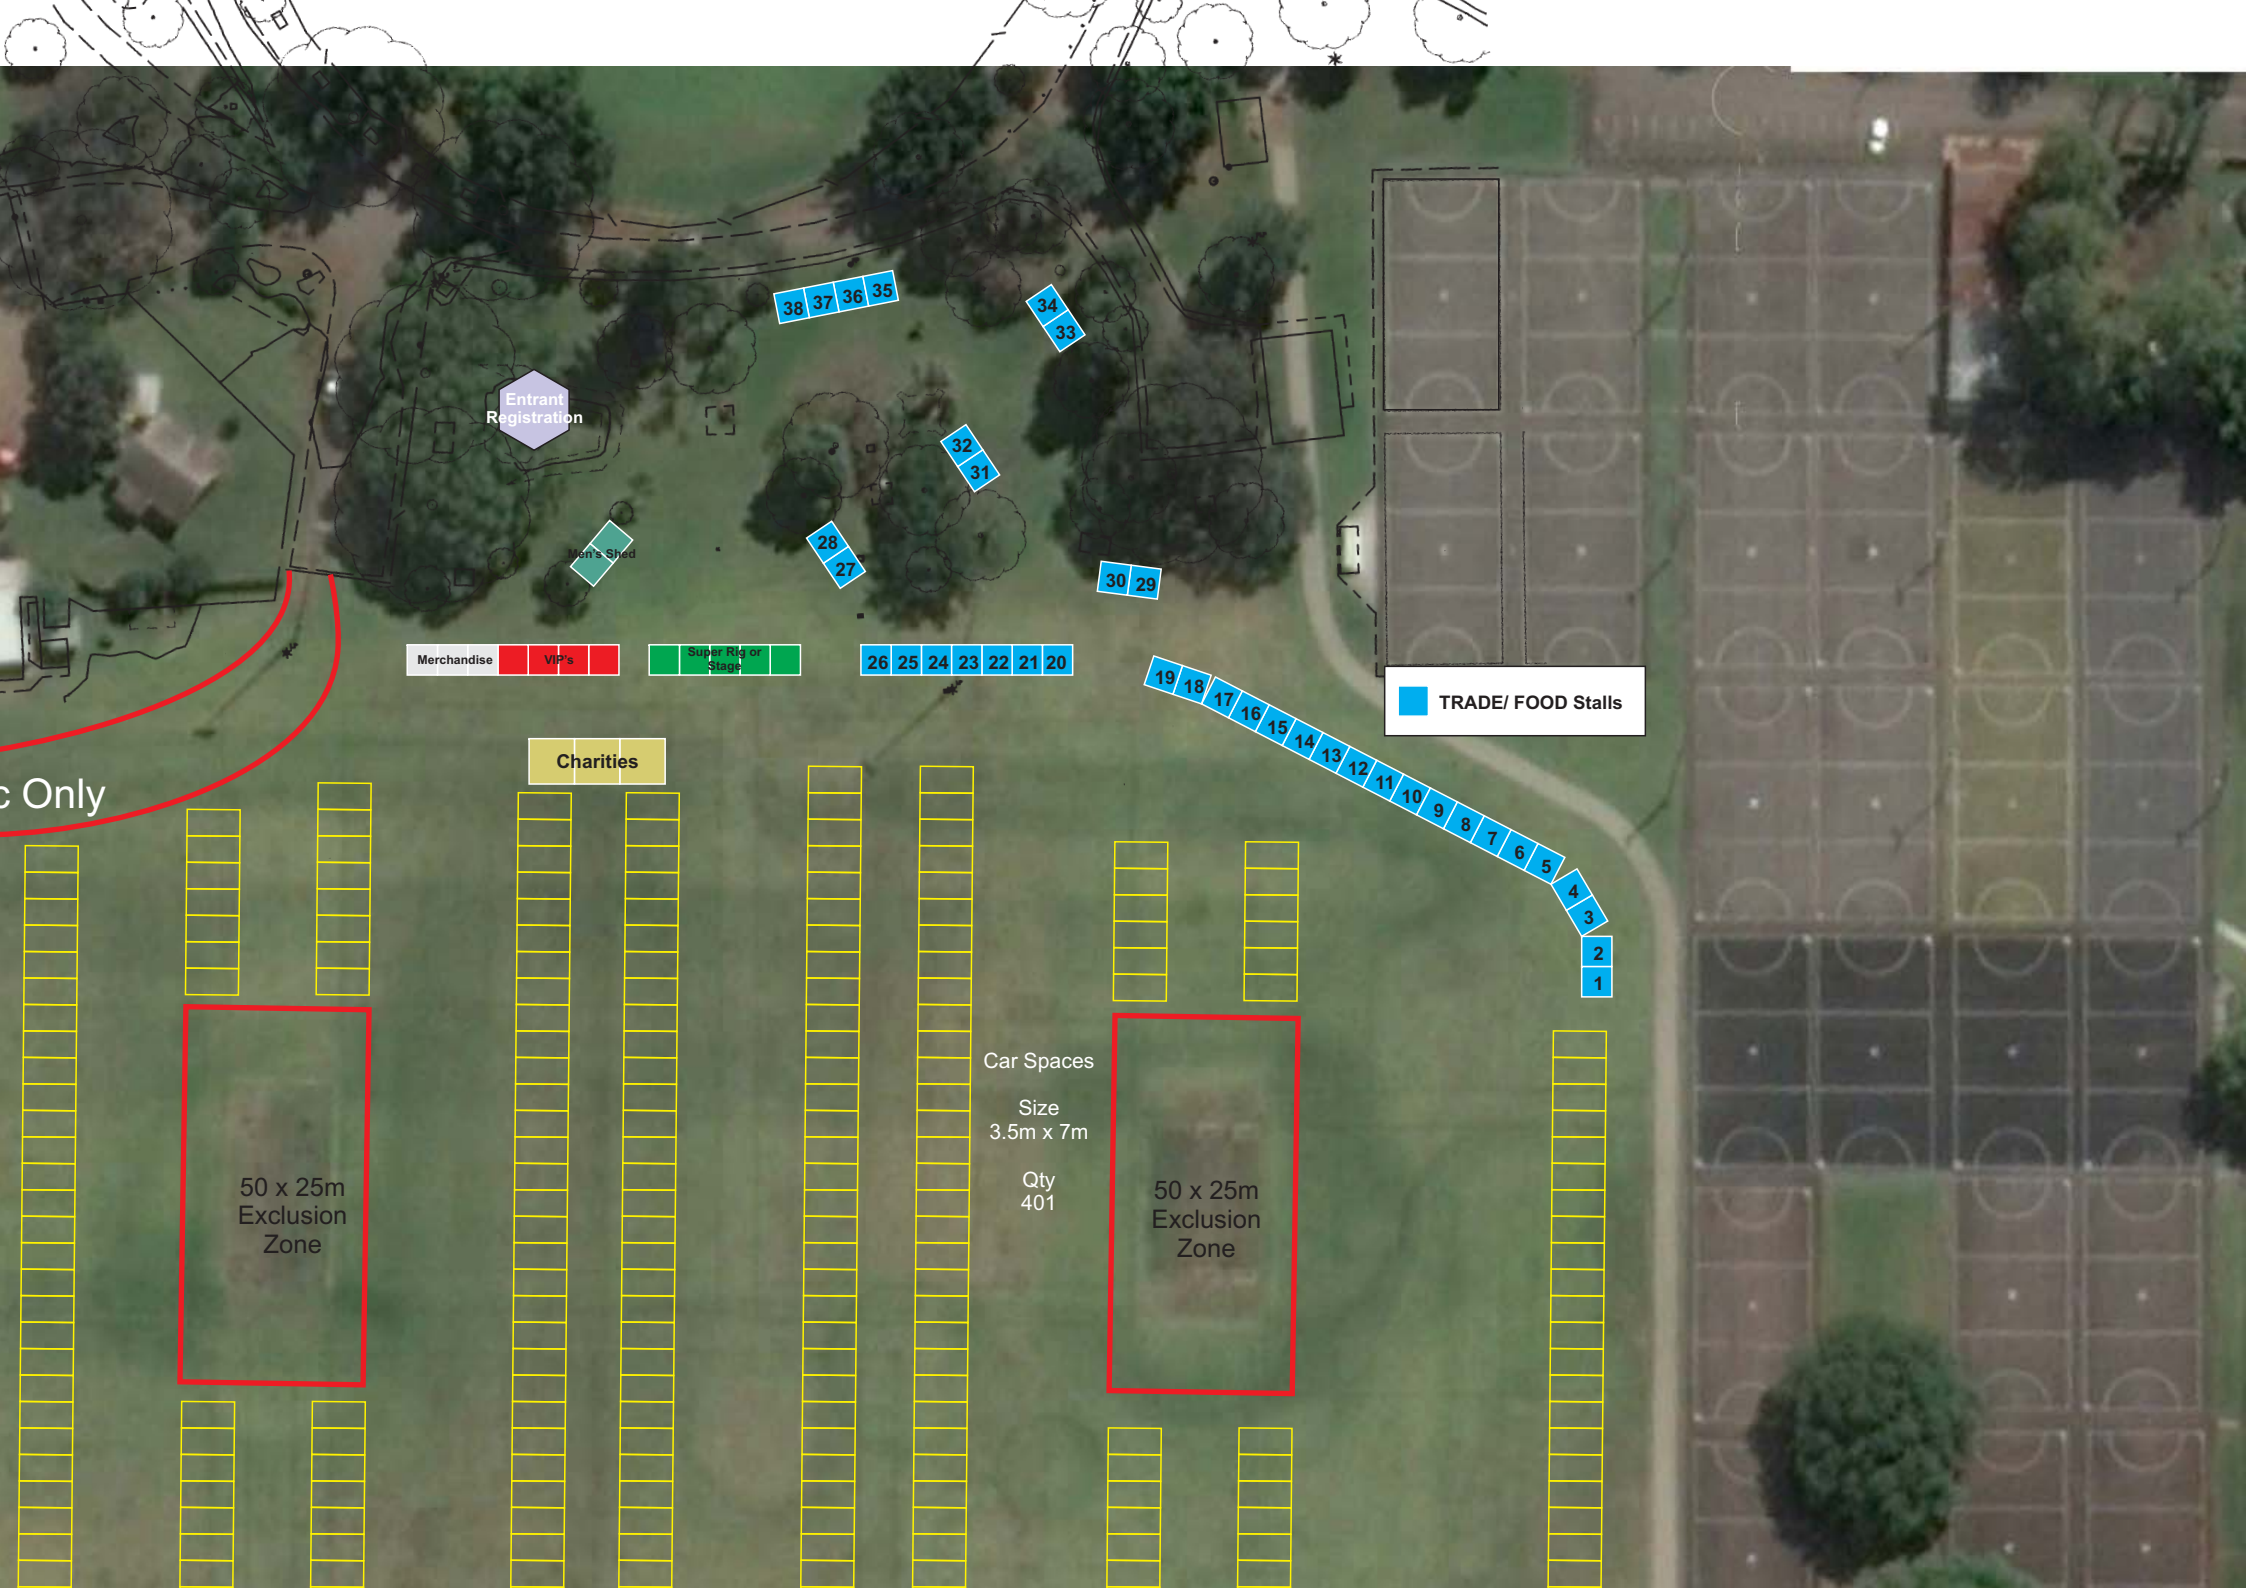 38 37 36 35
34
33
Entrant
Registration
32
31
28
27
Men's Shed
30 29
Merchandise
VIP's
Super Rig or
Stage
26 25 24 23 22 21 20
19 18 17 16 15 14 13 12 11 10 9 8 7 6 5
4
3
2
1
TRADE/ FOOD Stalls
Charities
c Only
Car Spaces
Size
3.5m x 7m
Qty
401
50 x 25m
Exclusion
Zone
50 x 25m
Exclusion
Zone